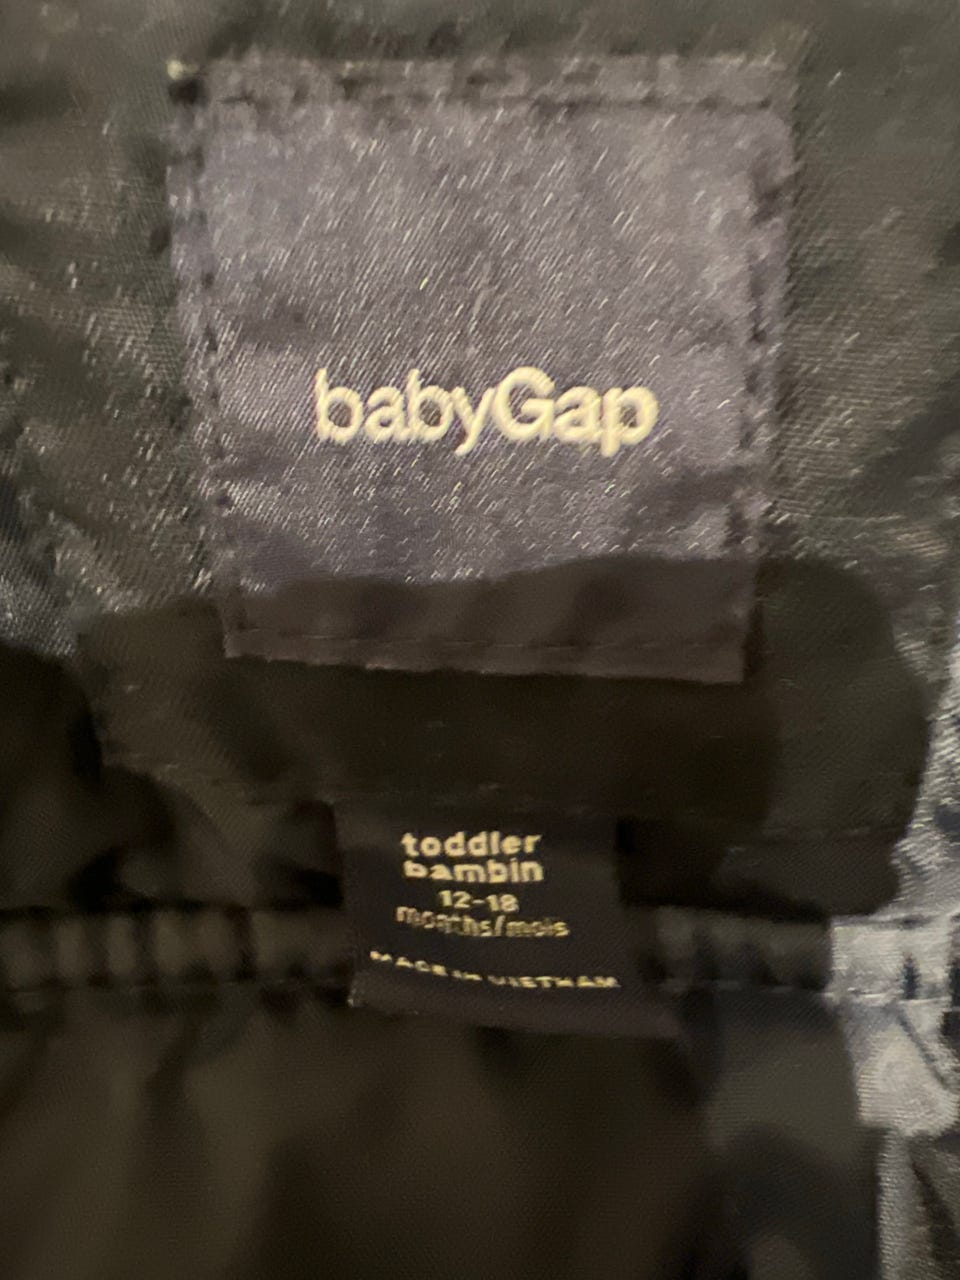 babyGap
toddler
bambin
12-18
months/mois
MADE IN VIETNAM